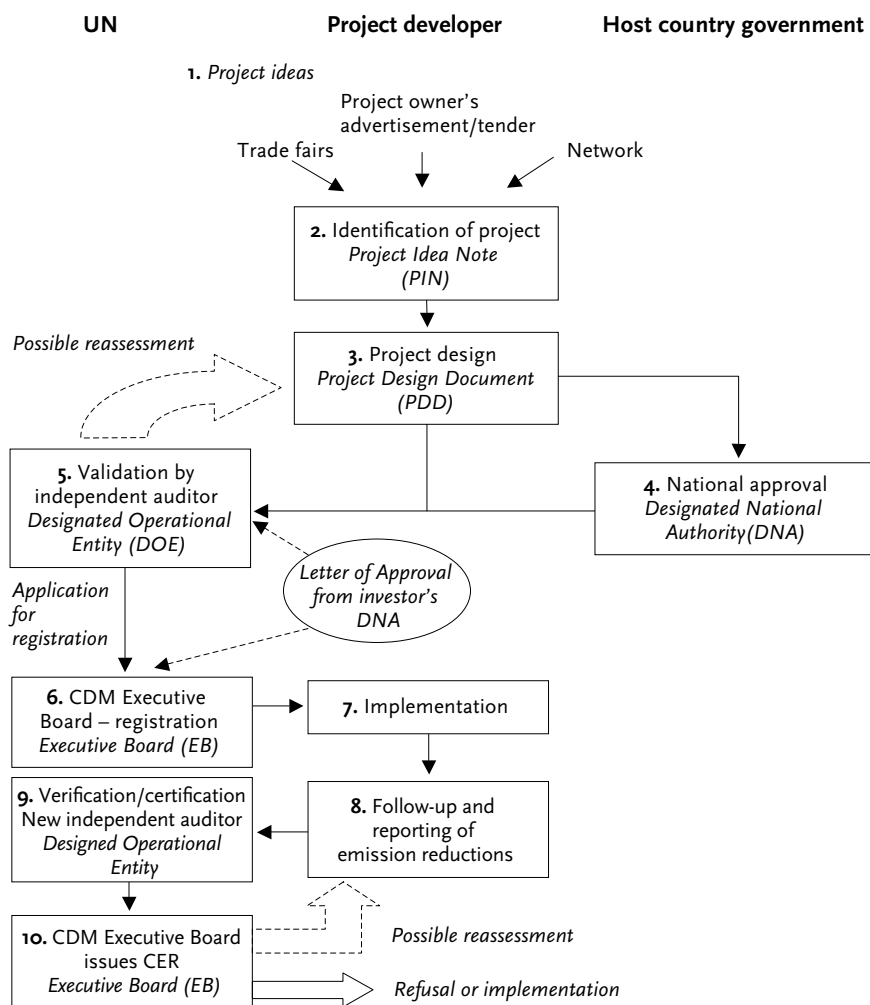 UN
Project developer
Host country government
1. Project ideas
Project owner's
advertisement/tender
Trade fairs
Network
2. Identification of project
Project Idea Note
(PIN)
Possible reassessment
3. Project design
Project Design Document
(PDD)
5. Validation by
independent auditor
Designated Operational
Entity (DOE)
4. National approval
Designated National
Authority(DNA)
Letter of Approval
from investor's
DNA
Application
for
registration
6. CDM Executive
Board – registration
Executive Board (EB)
7. Implementation
9. Verification/certification
New independent auditor
Designed Operational
Entity
8. Follow-up and
reporting of
emission reductions
10. CDM Executive Board
issues CER
Executive Board (EB)
Possible reassessment
Refusal or implementation